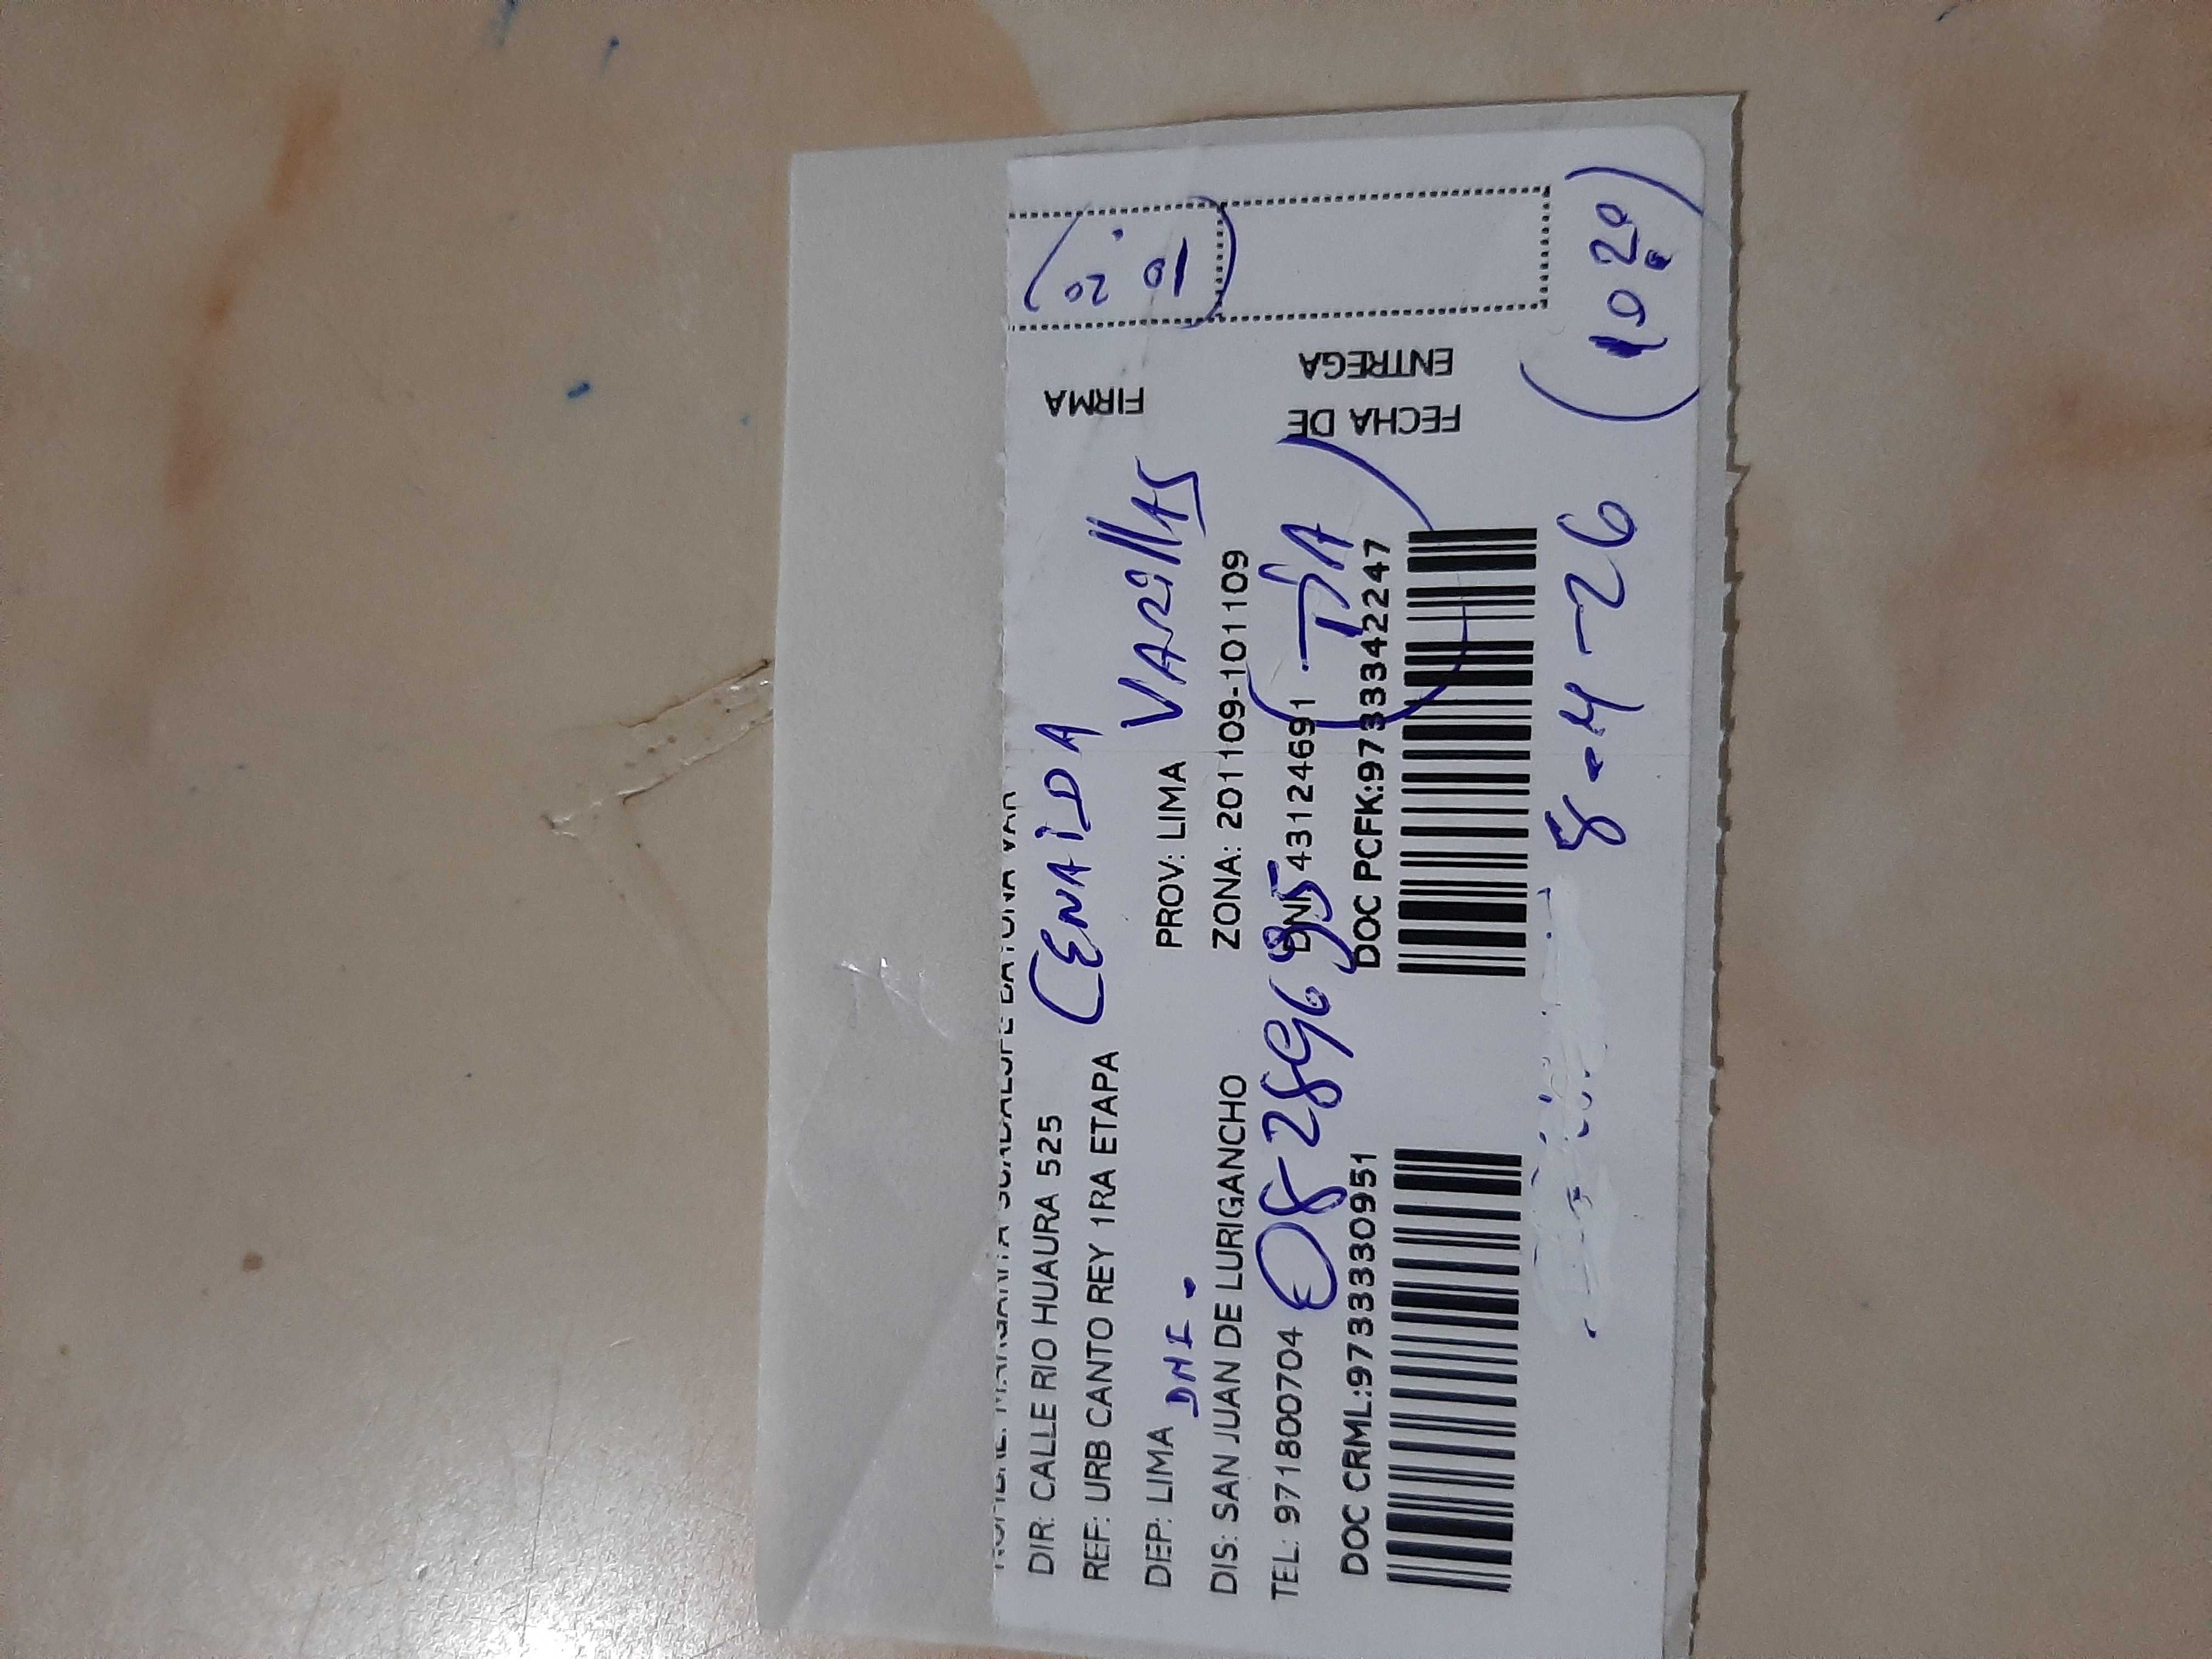 DIR: CALLE RIO HUAURA 525
CENAIDA
REF: URB CANTO REY 1RA ETAPA
VARillAS
DEP: LIMA
PROV: LIMA
DNI.
DIS: SAN JUAN DE LURIGANCHO
ZONA: 201109-101109
TEL: 971800704
43124691
(TÍA)
DOC CRML:9733330951
DOC PCFK:9733342247
FIRMA
10 20
FECHA DE
ENTREGA
8-4-26 (10 20)